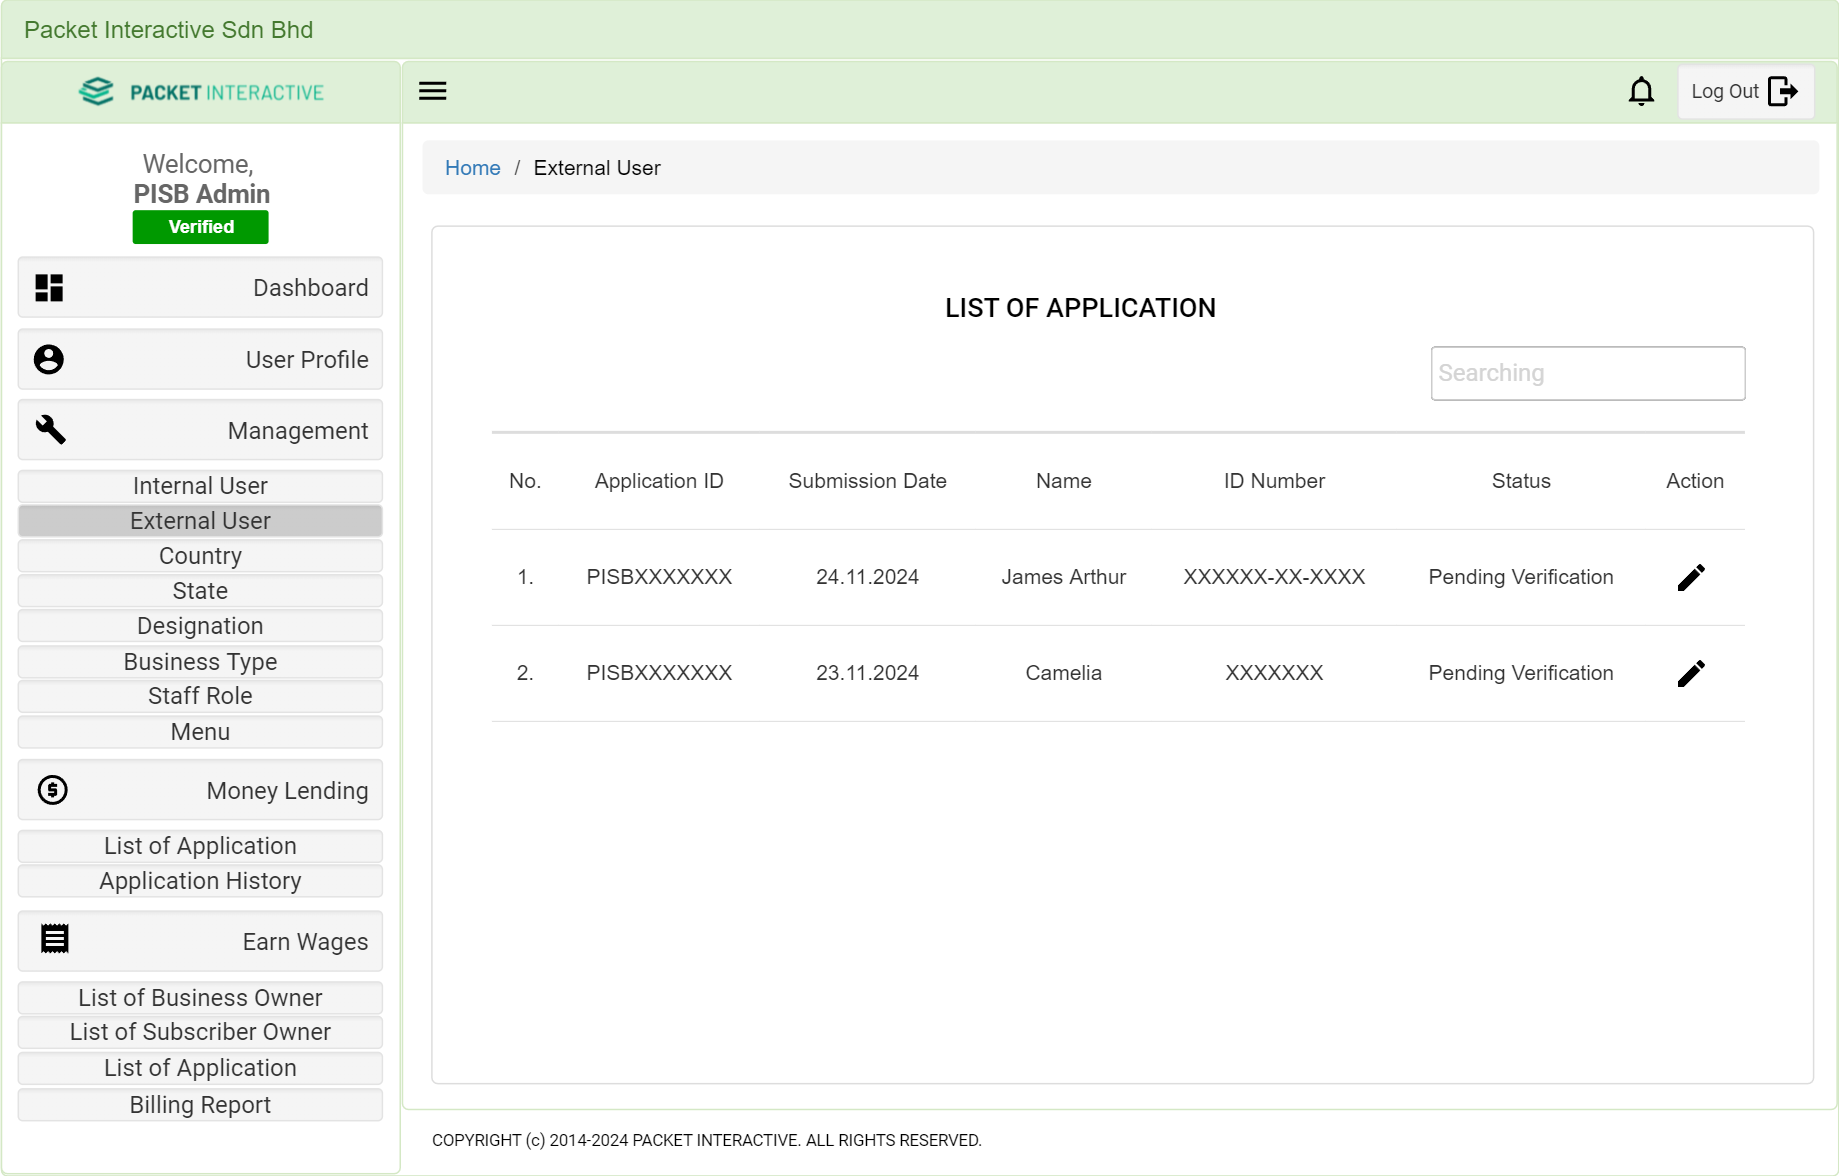 Packet Interactive Sdn Bhd
PACKET INTERACTIVE
Log Out
Welcome,
PISB Admin
Verified
Dashboard
User Profile
Management
Internal User
External User
Country
State
Designation
Business Type
Staff Role
Menu
Money Lending
List of Application
Application History
Earn Wages
List of Business Owner
List of Subscriber Owner
List of Application
Billing Report
Home / External User
LIST OF APPLICATION
Searching
No. Application ID Submission Date Name ID Number Status Action
1. PISBXXXXXXX 24.11.2024 James Arthur XXXXXX-XX-XXXX Pending Verification
2. PISBXXXXXXX 23.11.2024 Camelia XXXXXXX Pending Verification
COPYRIGHT (c) 2014-2024 PACKET INTERACTIVE. ALL RIGHTS RESERVED.